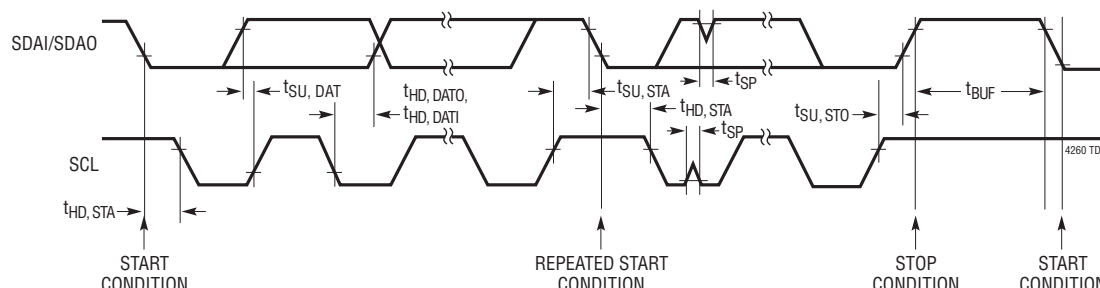 SDAI/SDAO
tSU, DAT
tHD, DATO,
tHD, DATI
tSU, STA
tHD, STA
tSP
tSP
tSU, STO
tBUF
SCL
4260 TD
tHD, STA
START
CONDITION
REPEATED START
CONDITION
STOP
CONDITION
START
CONDITION